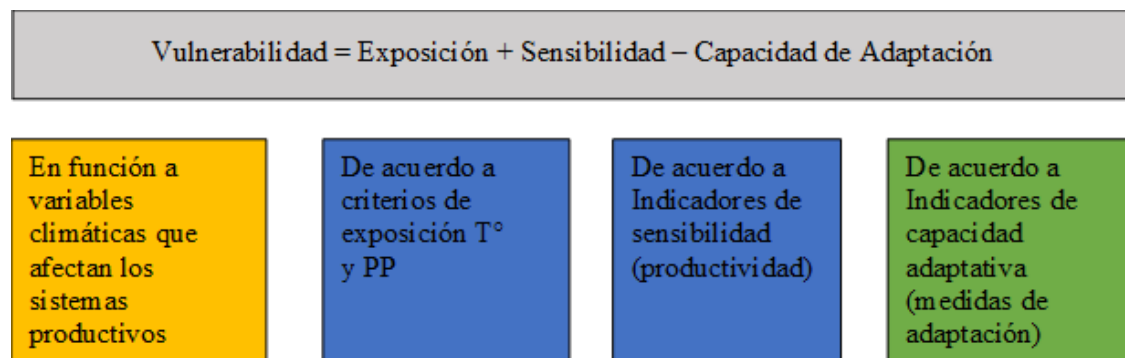 Vulnerabilidad = Exposición + Sensibilidad – Capacidad de Adaptación
En función a
variables
climáticas que
afectan los
sistemas
productivos
De acuerdo a
criterios de
exposición T°
y PP
De acuerdo a
Indicadores de
sensibilidad
(productividad)
De acuerdo a
Indicadores de
capacidad
adaptativa
(medidas de
adaptación)